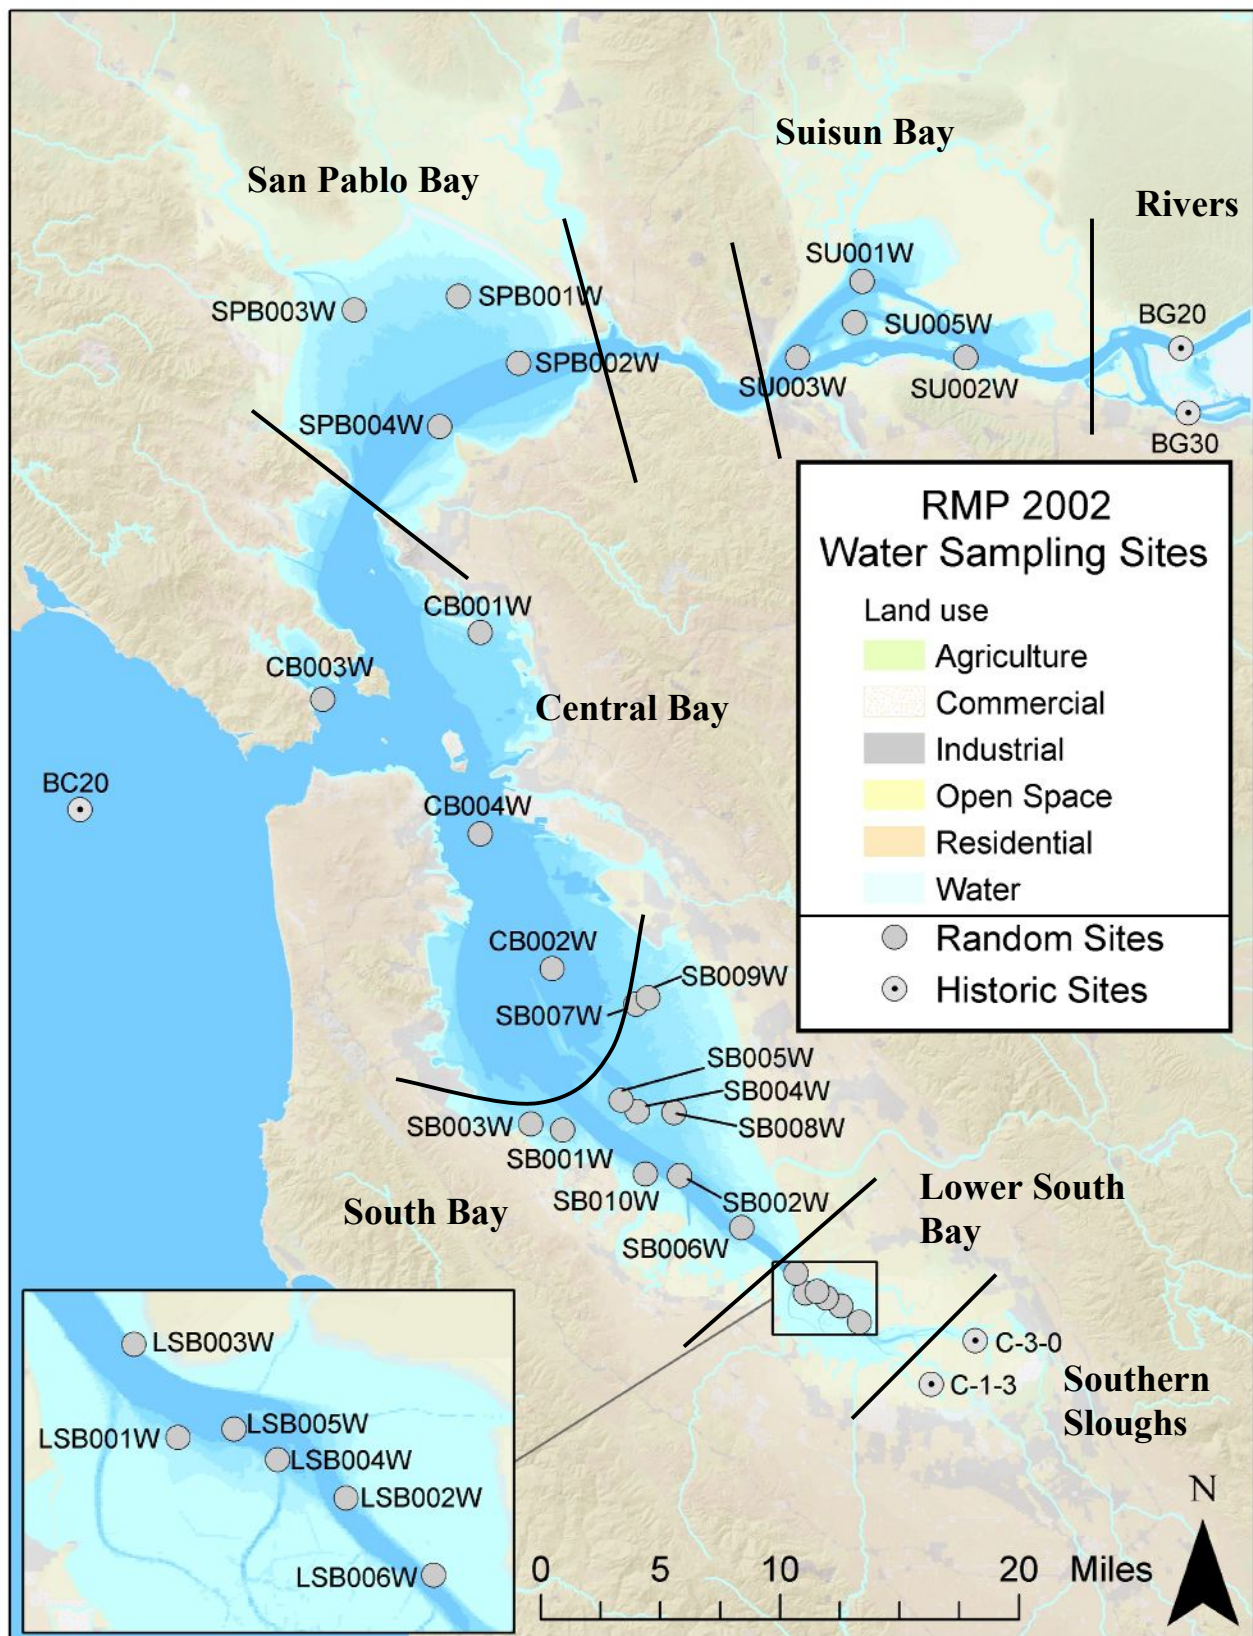 Suisun Bay
San Pablo Bay
Rivers
SU001W
SPB001W
SPB003W
SU005W
BG20
SPB002W
SU003W
SU002W
SPB004W
BG30
RMP 2002
Water Sampling Sites
Land use
Agriculture
Commercial
Industrial
Open Space
Residential
Water
Random Sites
Historic Sites
CB001W
CB003W
Central Bay
BC20
CB004W
CB002W
SB009W
SB007W
SB005W
SB004W
SB003W
SB008W
SB001W
SB010W
SB002W
South Bay
SB006W
Lower South
Bay
C-3-0
C-1-3
Southern
Sloughs
LSB003W
LSB005W
LSB001W
LSB004W
LSB002W
LSB006W
N
0 5 10 20 Miles